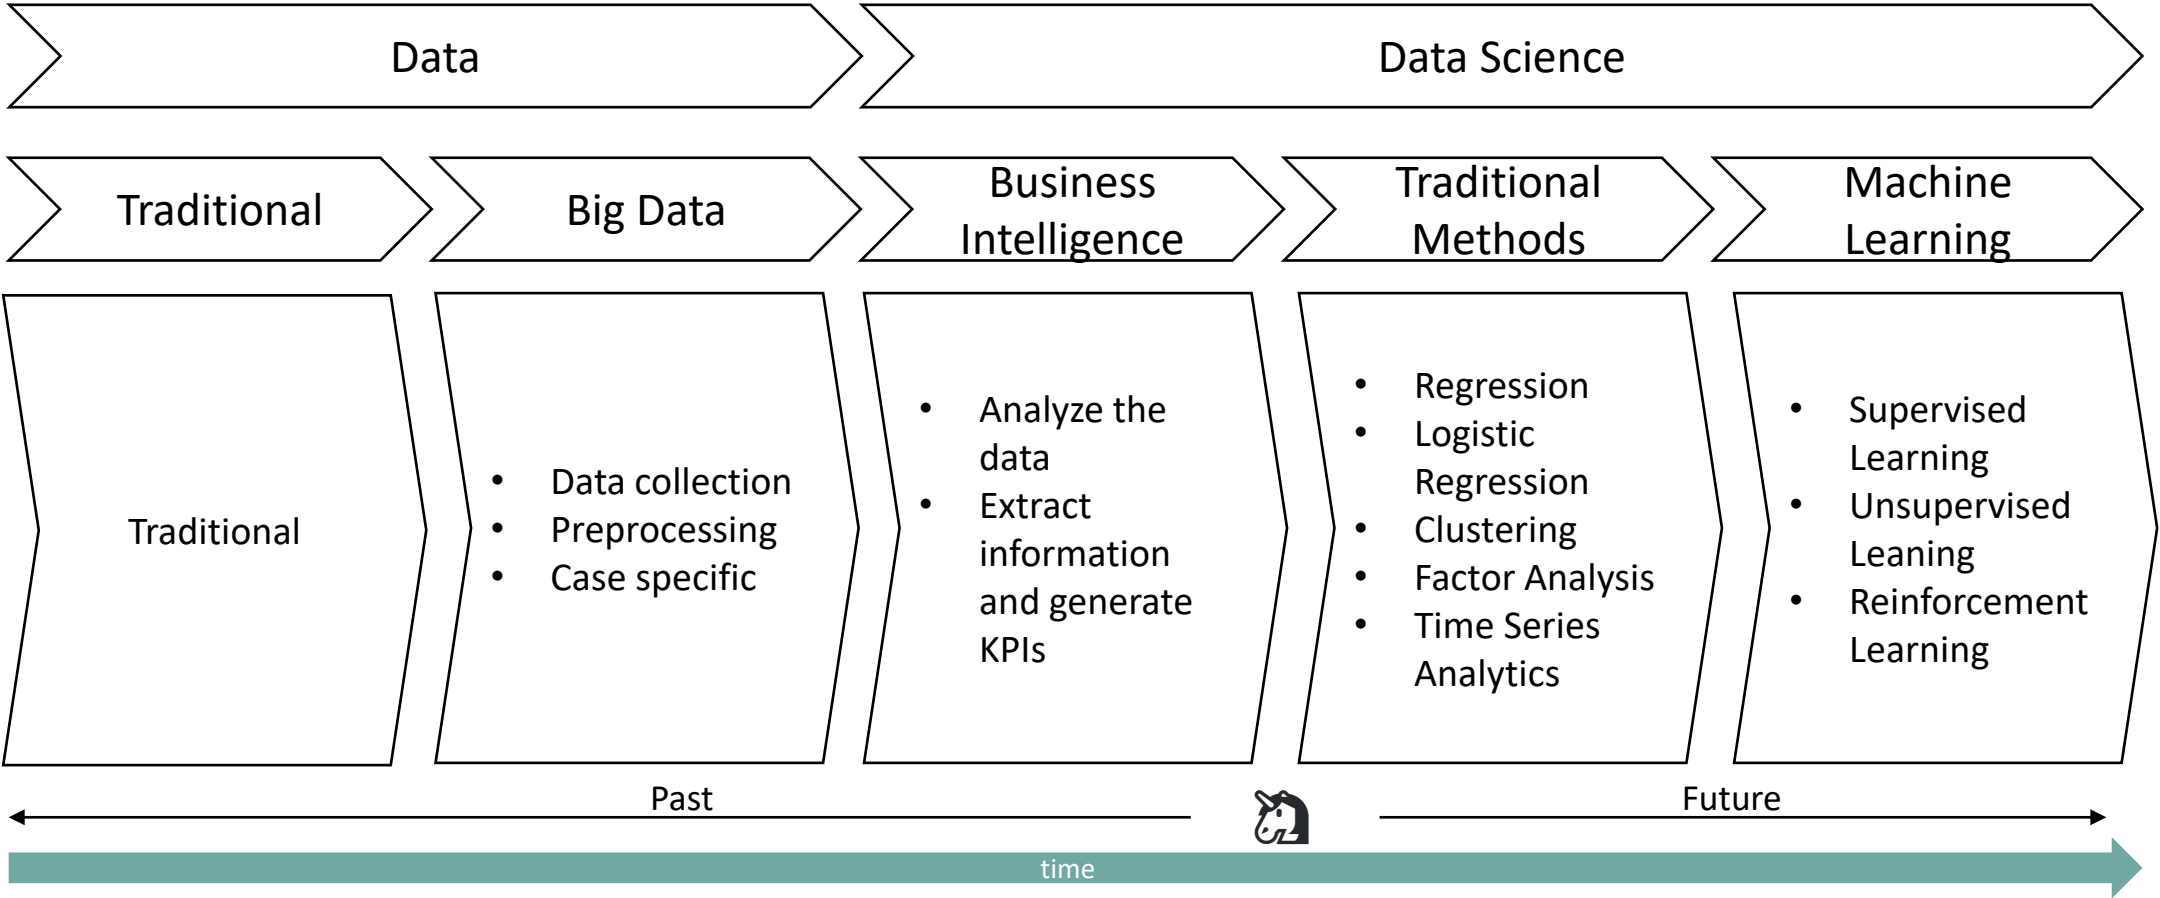 Data
Data Science
Traditional
Big Data
Business
Intelligence
Traditional
Methods
Machine
Learning
Traditional
• Data collection
• Preprocessing
• Case specific
• Analyze the
data
• Extract
information
and generate
KPIs
• Regression
• Logistic
Regression
• Clustering
• Factor Analysis
• Time Series
Analytics
• Supervised
Learning
• Unsupervised
Leaning
• Reinforcement
Learning
Past
Future
time